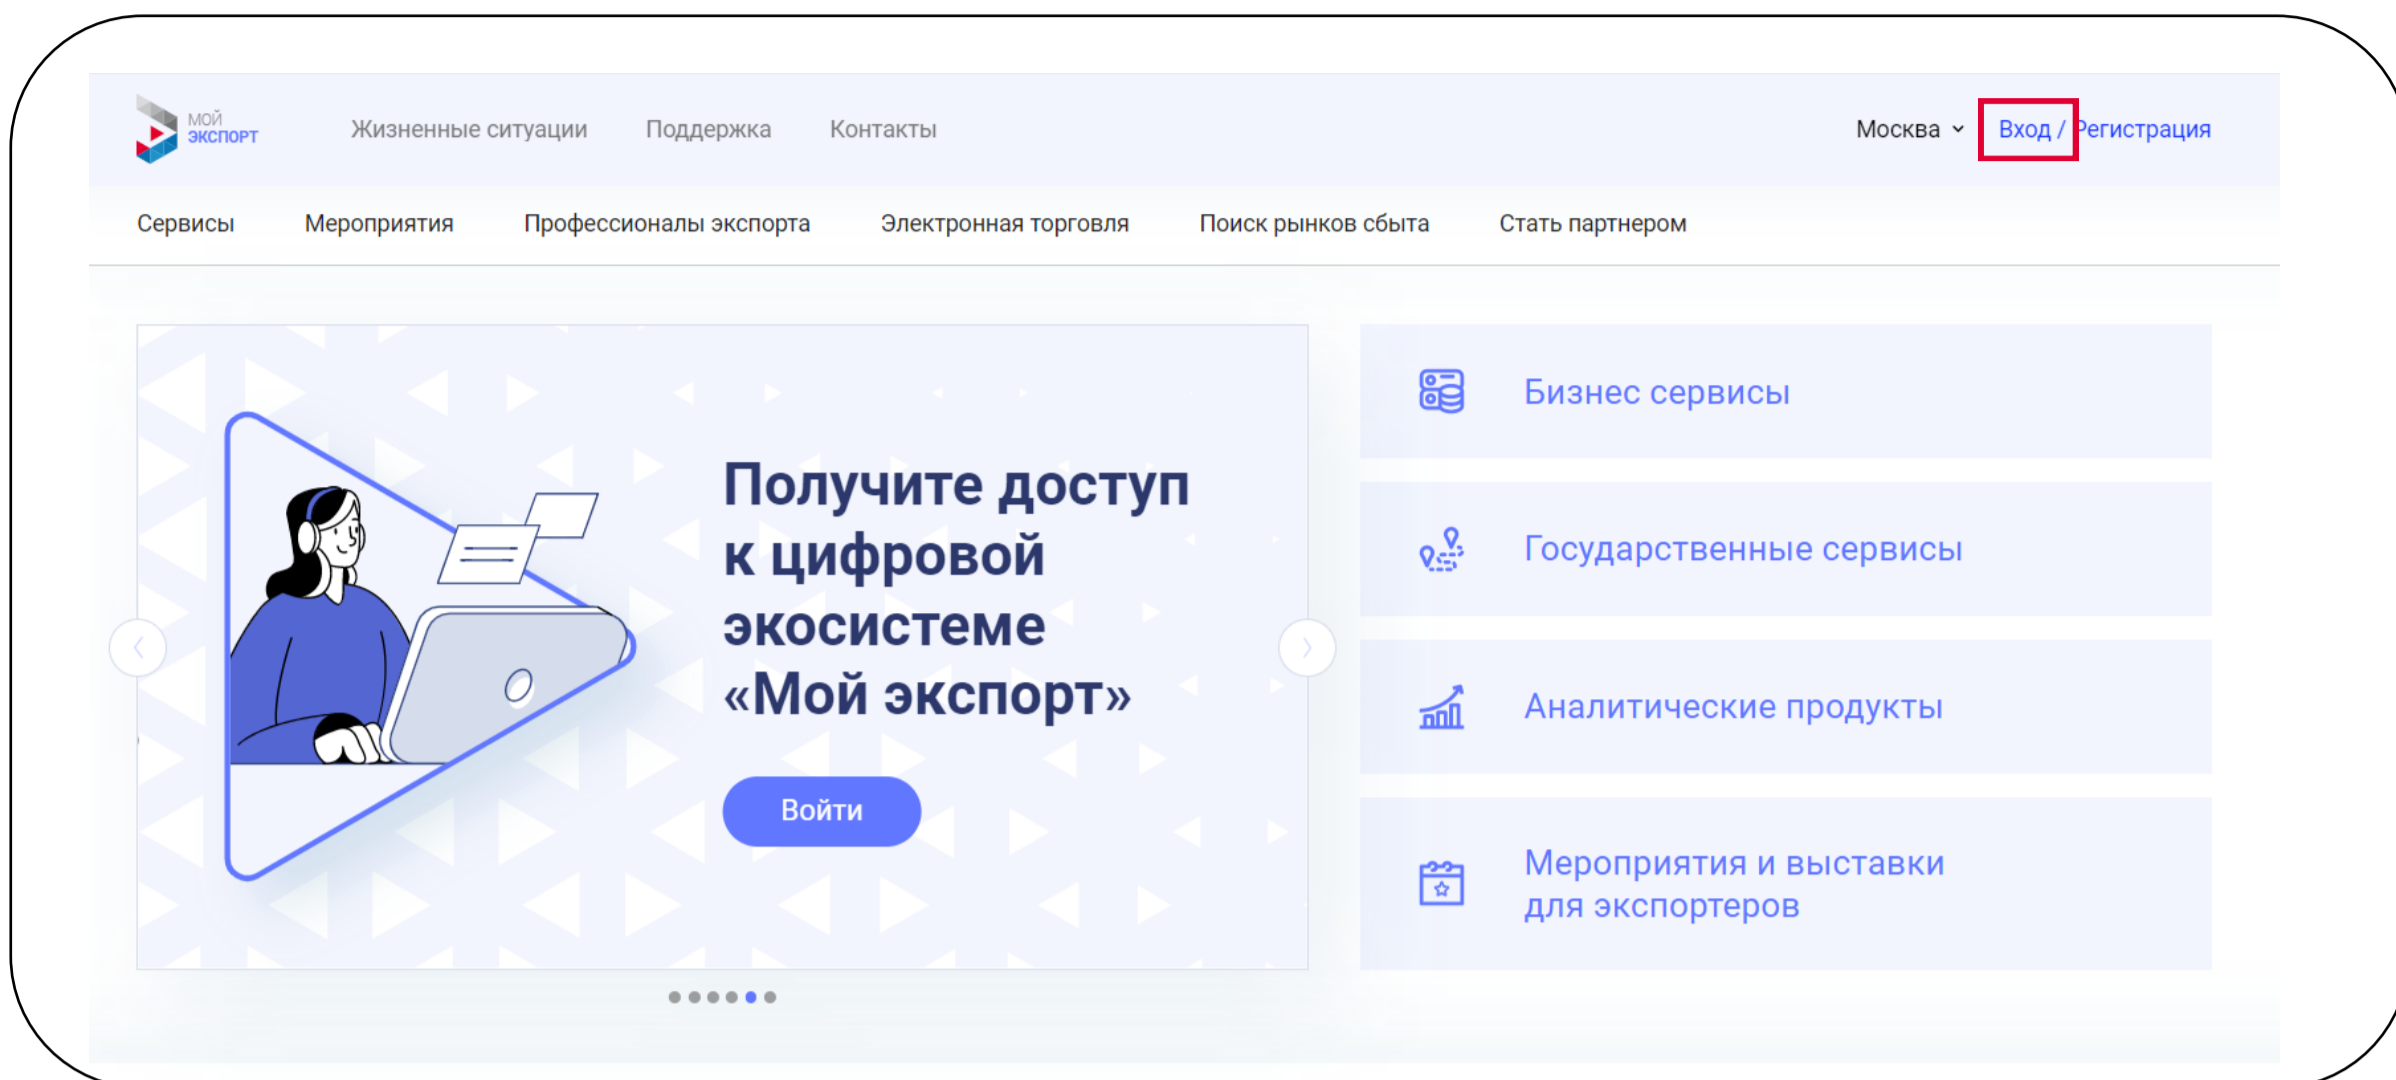 МОЙ
ЭКСПОРТ
Жизненные ситуации
Поддержка
Контакты
Москва
Вход / Регистрация
Сервисы
Мероприятия
Профессионалы экспорта
Электронная торговля
Поиск рынков сбыта
Стать партнером
Получите доступ
к цифровой
экосистеме
«Мой экспорт»
Войти
Бизнес сервисы
Государственные сервисы
Аналитические продукты
Мероприятия и выставки
для экспортеров